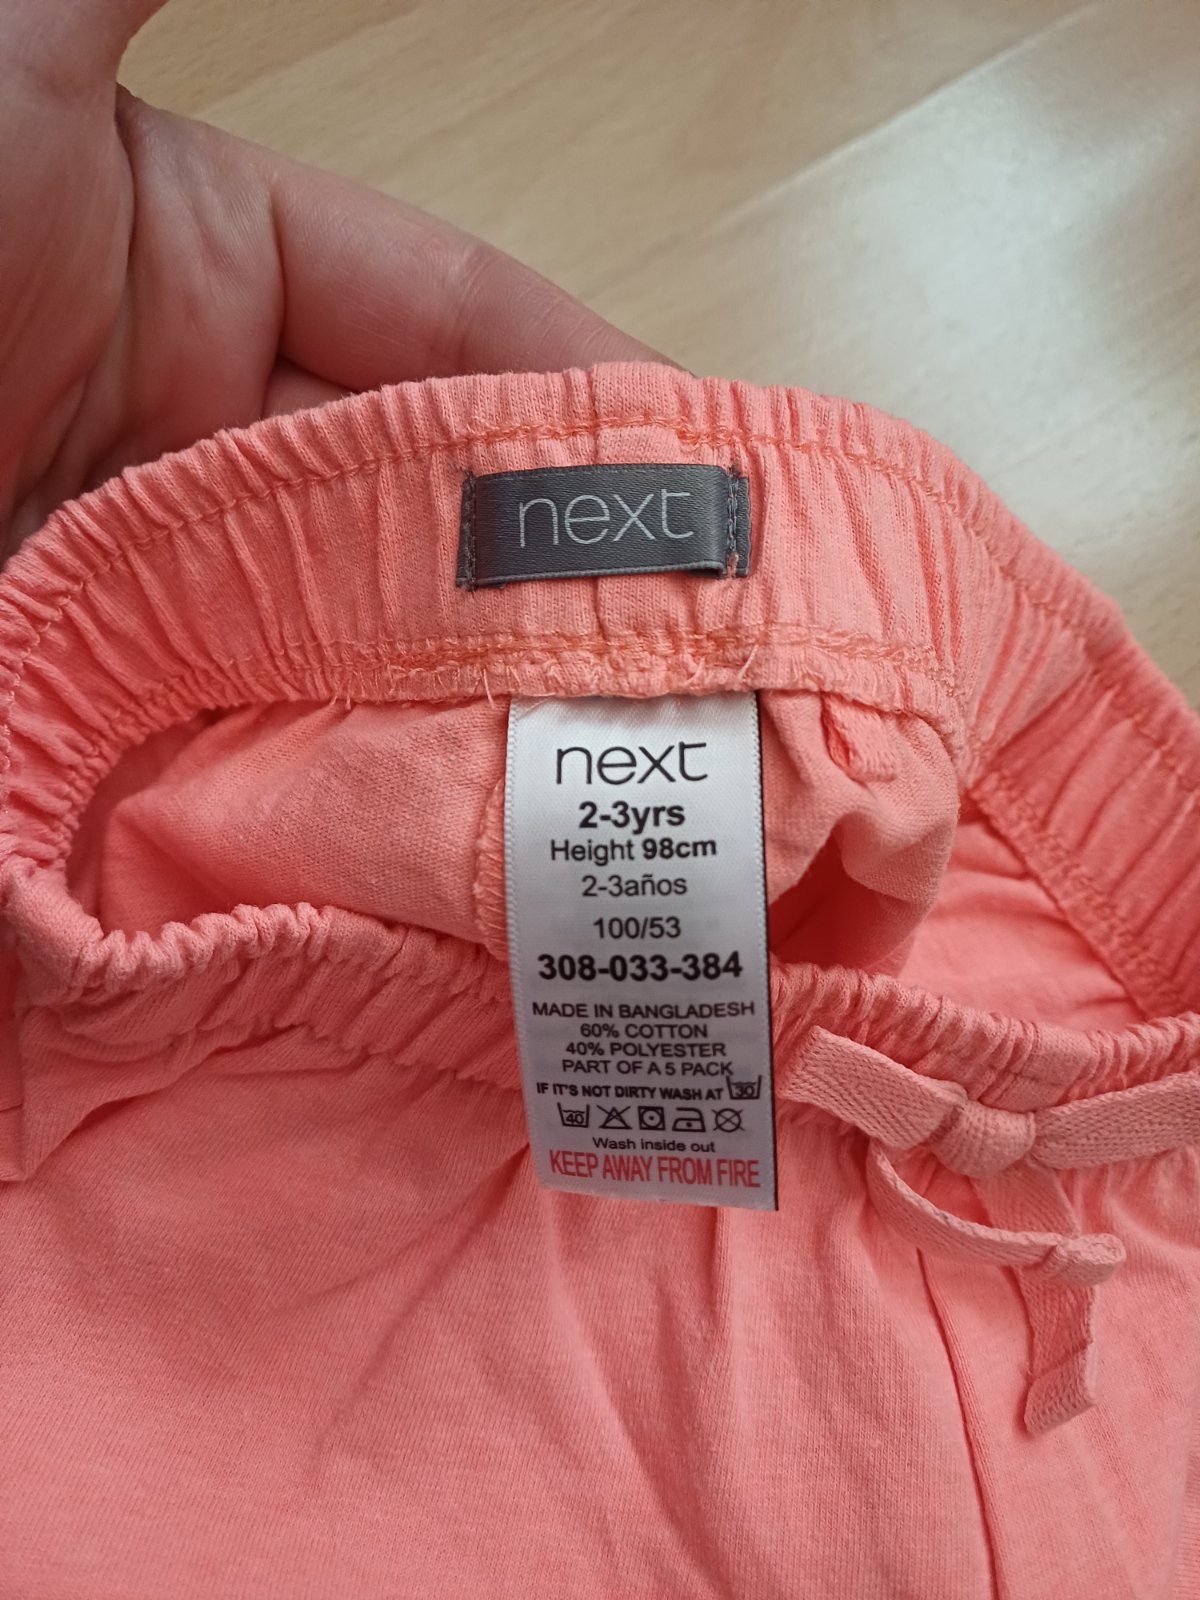 next
next
2-3yrs
Height 98cm
2-3años
100/53
308-033-384
MADE IN BANGLADESH
60% COTTON
40% POLYESTER
PART OF A 5 PACK
IF IT'S NOT DIRTY WASH AT 30
40
Wash inside out
KEEP AWAY FROM FIRE